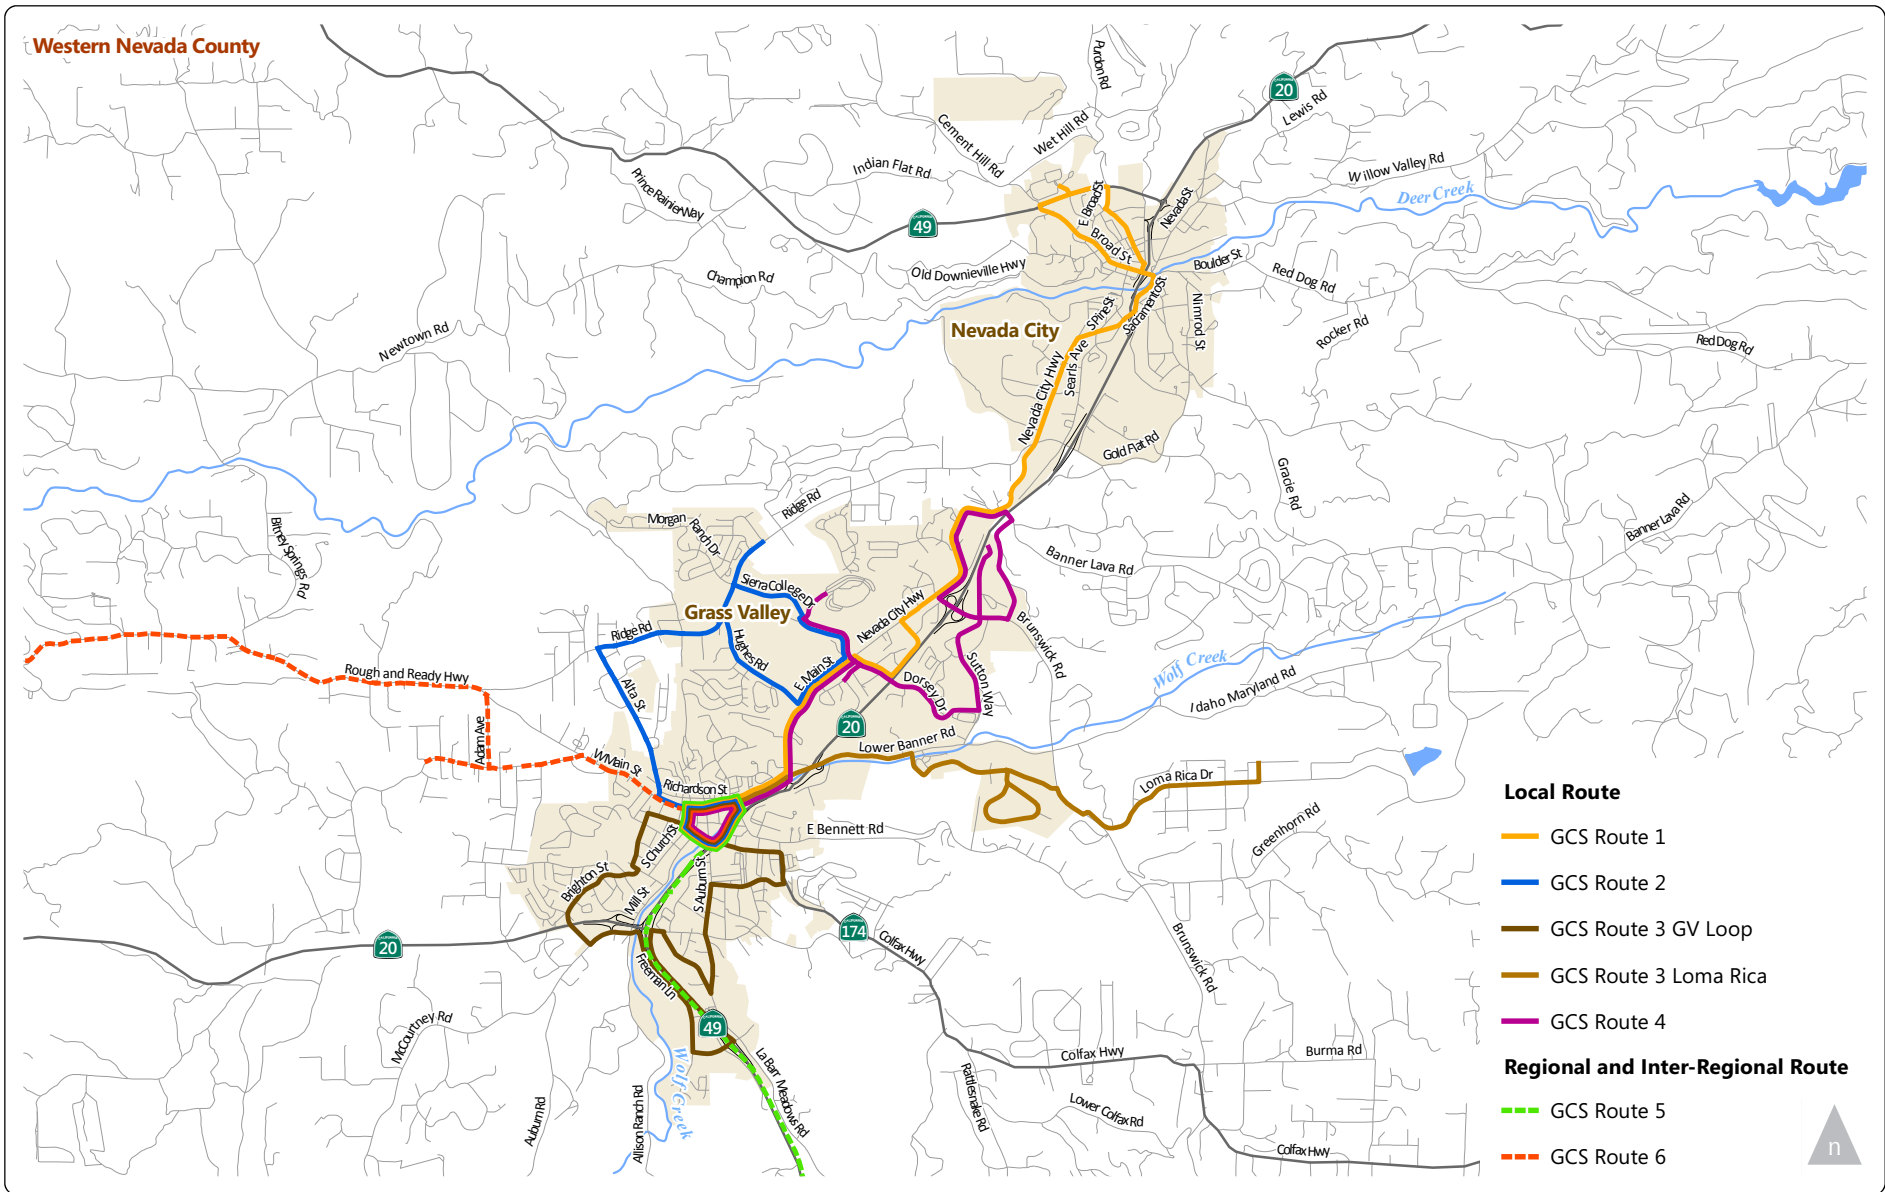 Western Nevada County
Purdon Rd
CALIFORNIA
20
Lewis Rd
Cement Hill Rd
Wet Hill Rd
Indian Flat Rd
Willow Valley Rd
Prince Rainier Way
Deer Creek
E Broad St
Nevada St
CALIFORNIA
49
Broad St
Boulder St
Old Downieville Hwy
Champion Rd
Red Dog Rd
S Pine St
Sacramento St
Nimrod St
Nevada City
Newtown Rd
Rocker Rd
Red Dog Rd
Searls Ave
Nevada City Hwy
Gold Flat Rd
Gracie Rd
Ridge Rd
Morgan
Ranch Dr
Banner Lava Rd
Bitney Springs Rd
Banner Lava Rd
Sierra College Dr
Grass Valley
Nevada City Hwy
Ridge Rd
Hughes Rd
Brunswick Rd
E Main St
Sutton Way
Wolf Creek
Rough and Ready Hwy
Dorsey Dr
Idaho Maryland Rd
Alta St
CALIFORNIA
20
Adam Ave
Lower Banner Rd
W Main St
Richardson St
Loma Rica Dr
Local Route
S Church St
E Bennett Rd
Greenhorn Rd
GCS Route 1
Brighton St
S Auburn St
GCS Route 2
Mill St
CALIFORNIA
174
GCS Route 3 GV Loop
CALIFORNIA
20
Colfax Hwy
Freeman Ln
Brunswick Rd
GCS Route 3 Loma Rica
McCourtney Rd
CALIFORNIA
49
GCS Route 4
La Barr Meadows Rd
Colfax Hwy
Burma Rd
Regional and Inter-Regional Route
Wolf Creek
Rattlesnake Rd
Auburn Rd
Allison Ranch Rd
Lower Colfax Rd
GCS Route 5
Colfax Hwy
GCS Route 6
n